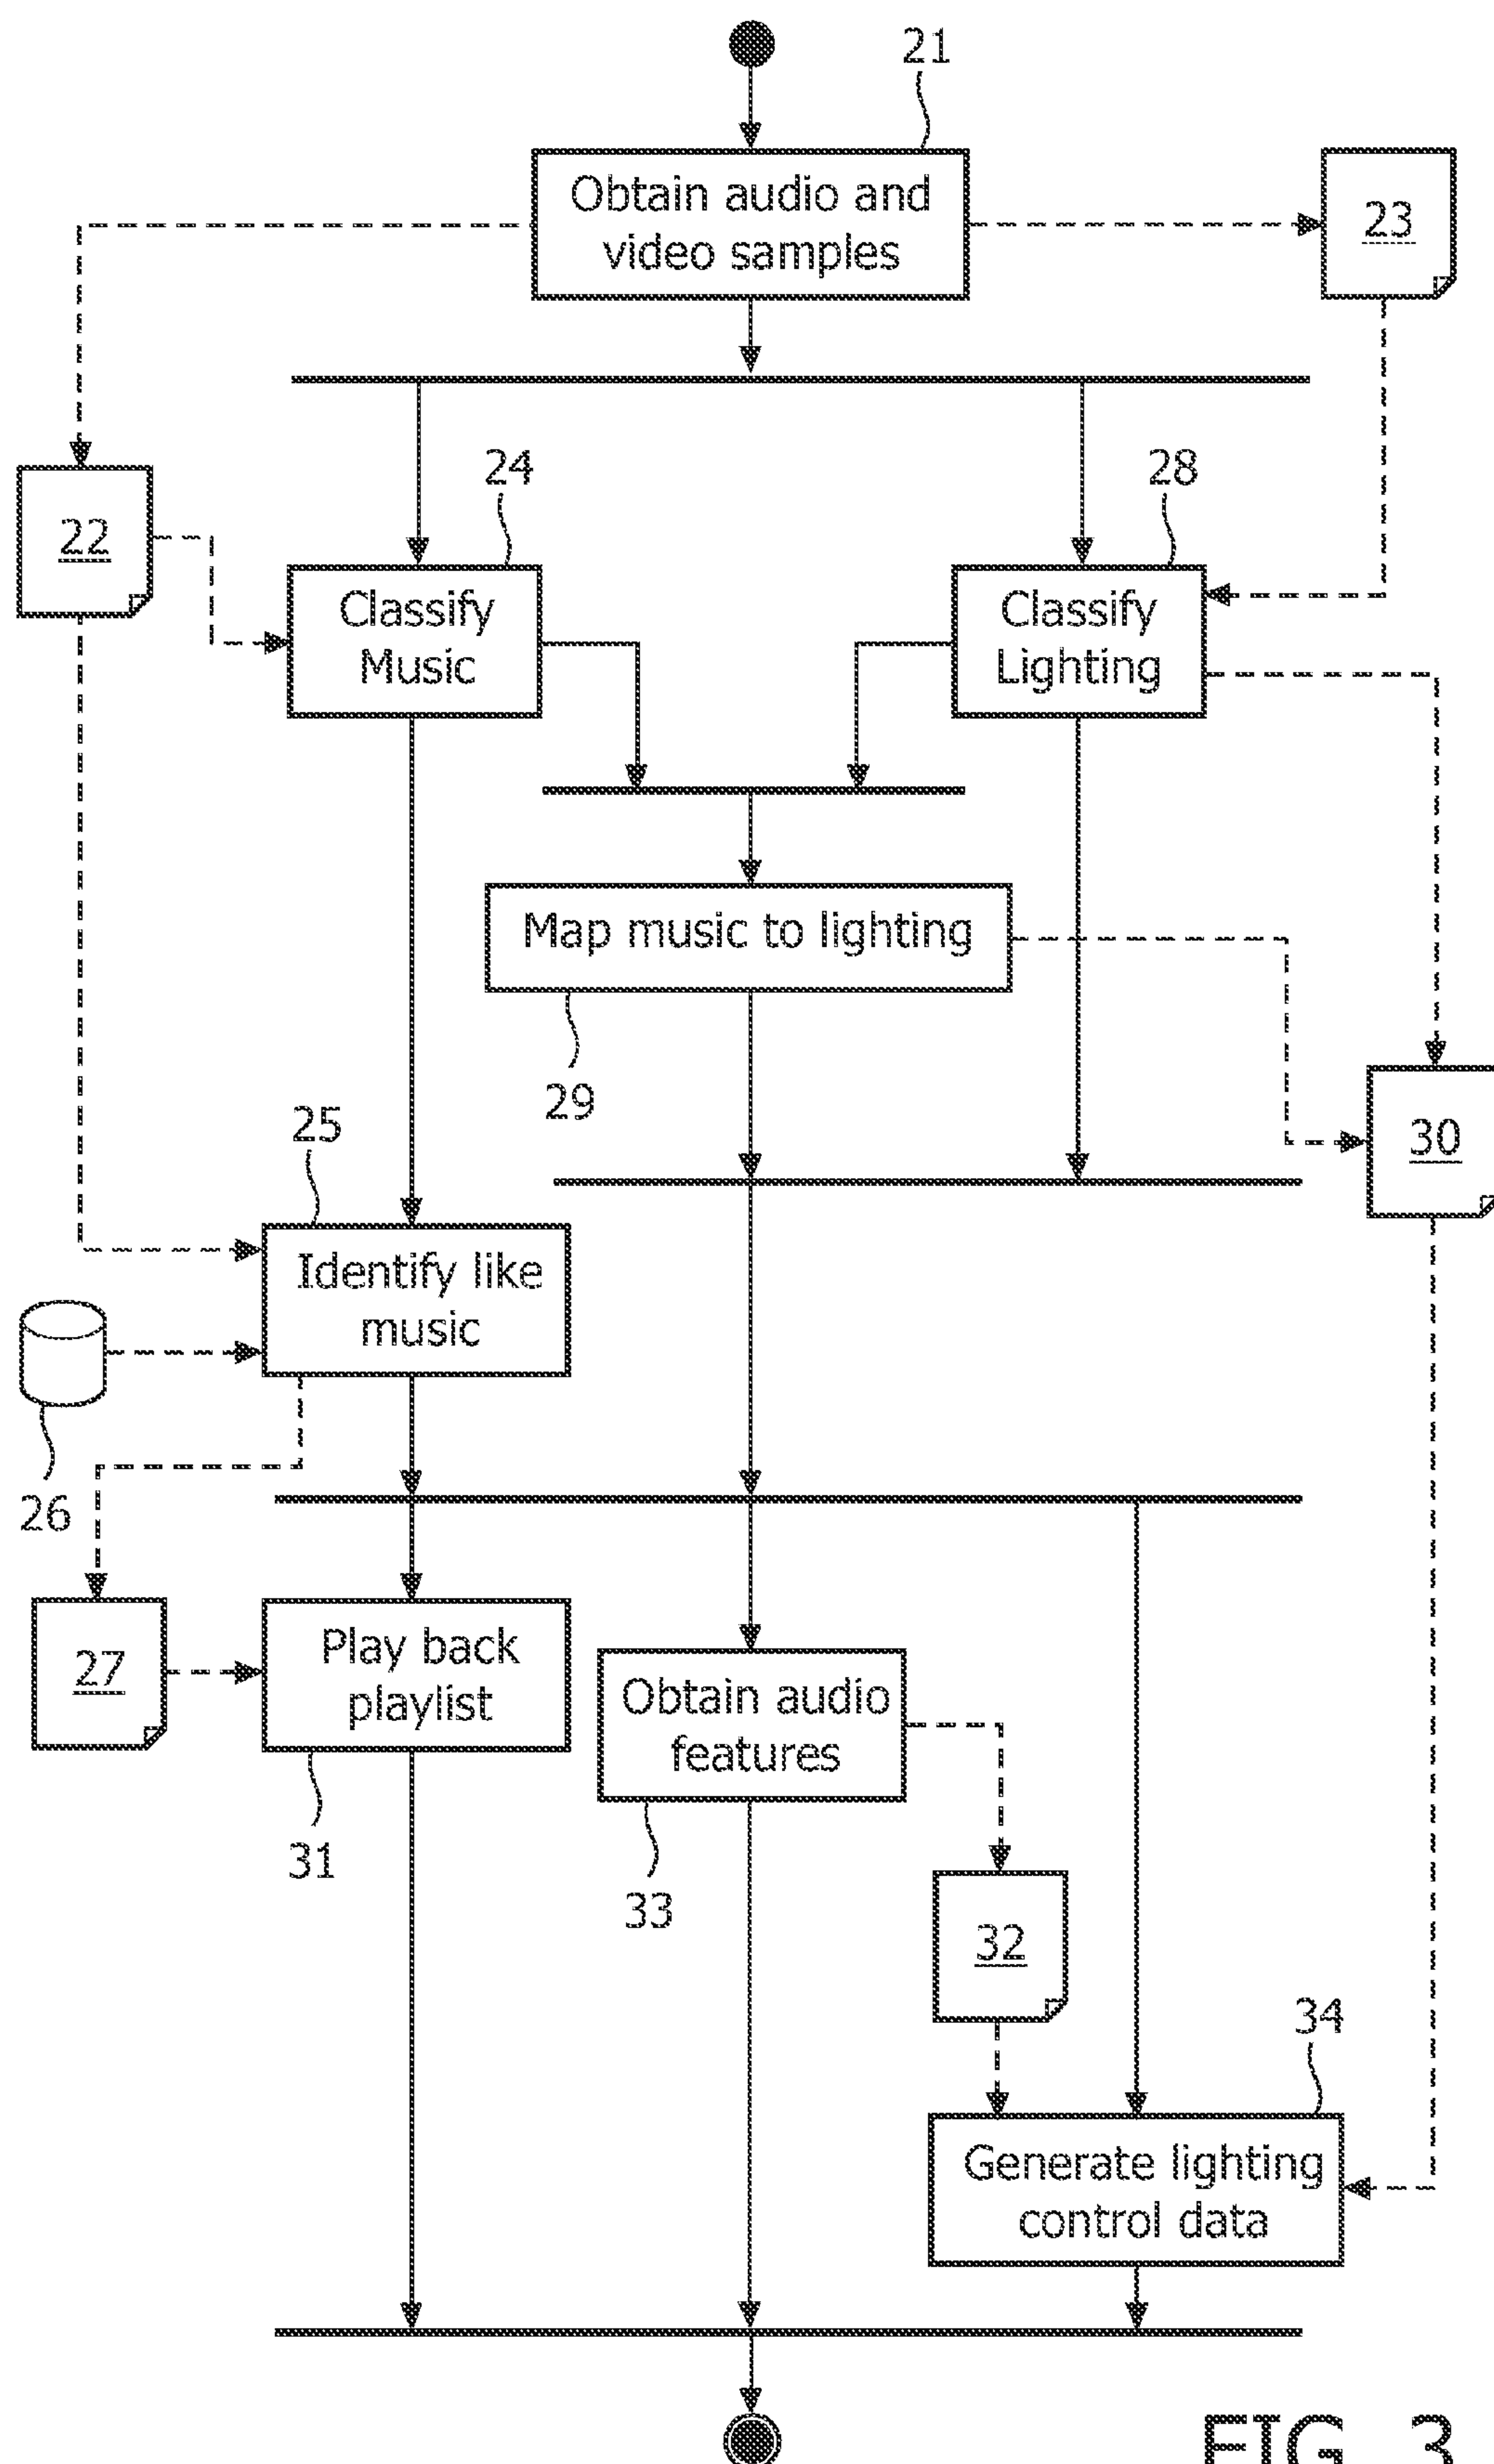 21
Obtain audio and
video samples
23
22
24
28
Classify
Music
Classify
Lighting
Map music to lighting
29
25
30
Identify like
music
26
27
Play back
playlist
Obtain audio
features
31
33
32
34
Generate lighting
control data
FIG. 3